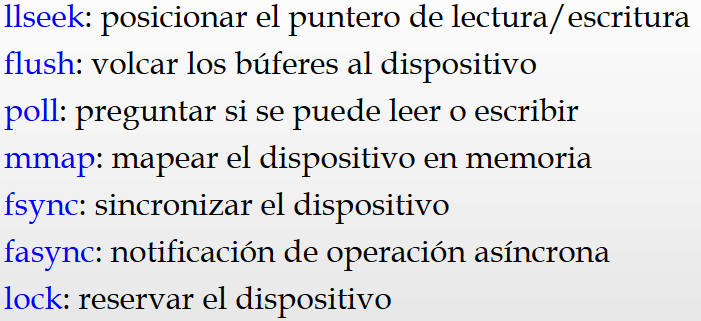 llseek: posicionar el puntero de lectura/escritura
flush: volcar los búferes al dispositivo
poll: preguntar si se puede leer o escribir
mmap: mapear el dispositivo en memoria
fsync: sincronizar el dispositivo
fasync: notificación de operación asíncrona
lock: reservar el dispositivo